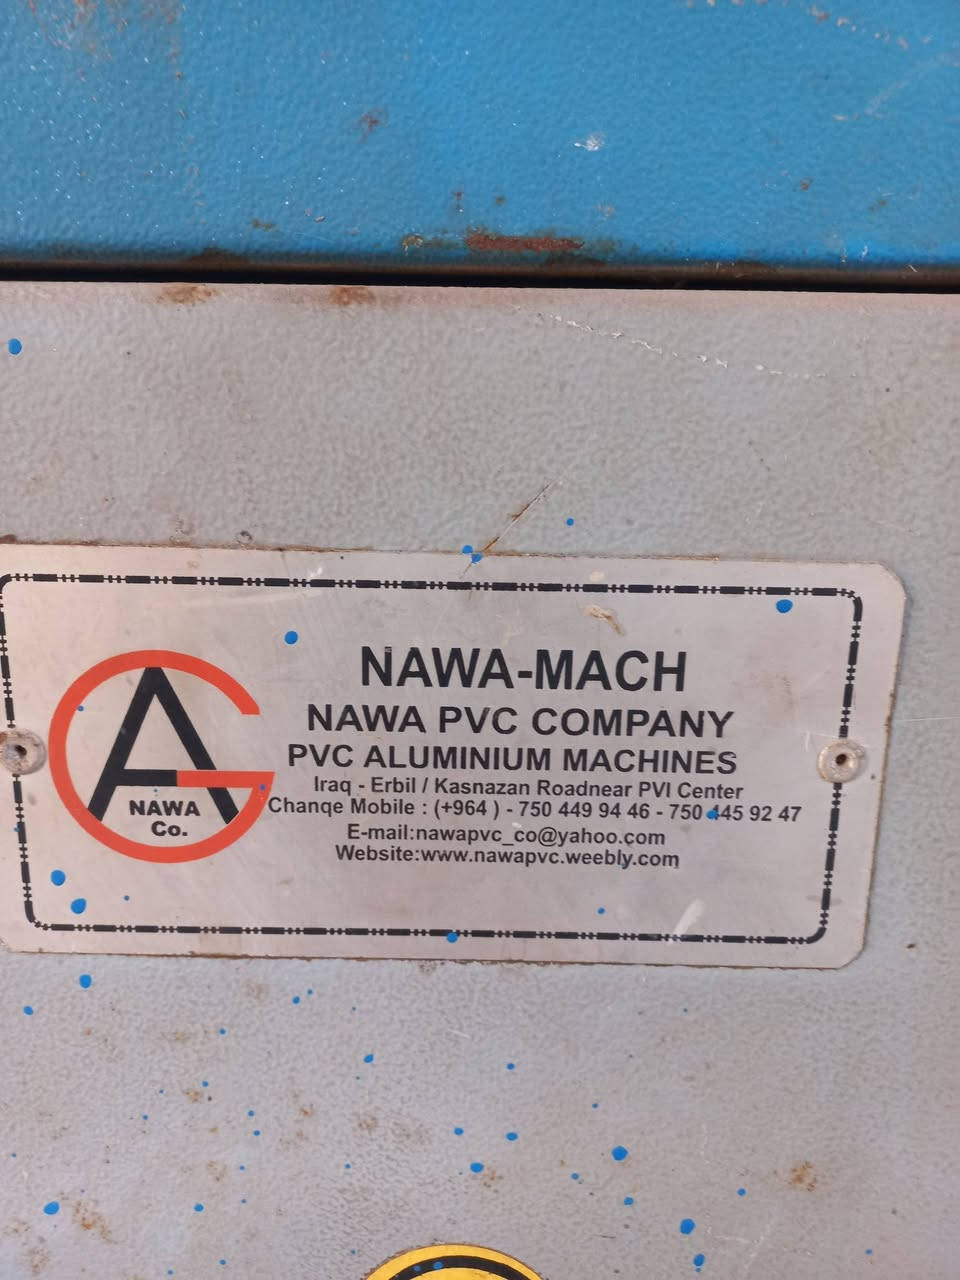 NAWA-MACH
NAWA PVC COMPANY
PVC ALUMINIUM MACHINES
Iraq - Erbil / Kasnazan Roadnear PVI Center
Chanqe Mobile : (+964 ) - 750 449 94 46 - 750 445 92 47
E-mail:nawapvc_co@yahoo.com
Website:www.nawapvc.weebly.com
AG
NAWA
Co.